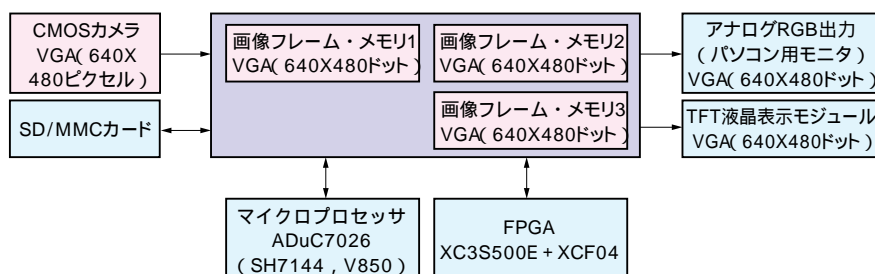 CMOSカメラ
VGA(640X
480ピクセル)
SD/MMCカード
画像フレーム・メモリ1
VGA(640X480ドット)
画像フレーム・メモリ2
VGA(640X480ドット)
画像フレーム・メモリ3
VGA(640X480ドット)
アナログRGB出力
(パソコン用モニタ)
VGA(640X480ドット)
TFT液晶表示モジュール
VGA(640X480ドット)
マイクロプロセッサ
ADuC7026
(SH7144,V850)
FPGA
XC3S500E+XCF04